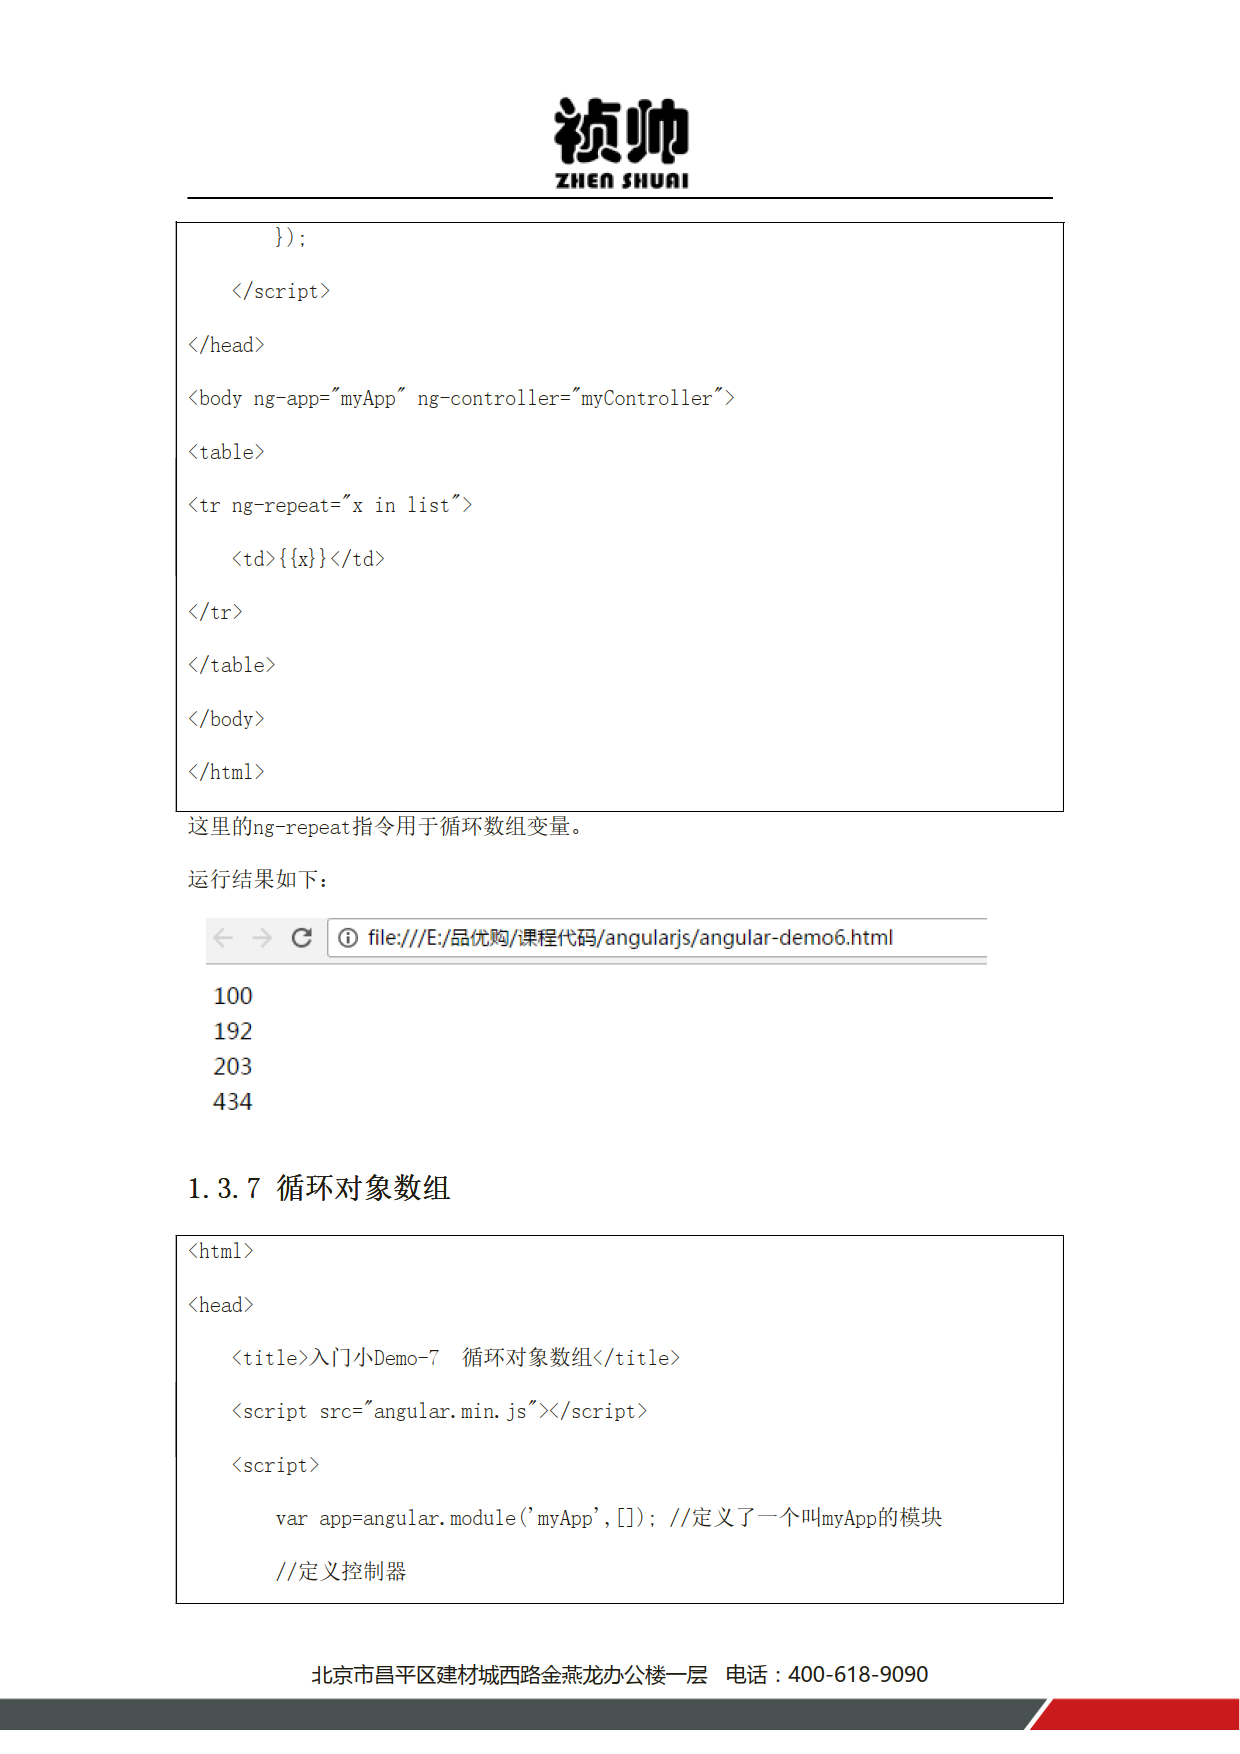 祯帅
ZHEN SHUAI
});
</script>
</head>
<body ng-app="myApp" ng-controller="myController">
<table>
<tr ng-repeat="x in list">
<td>{{x}}</td>
</tr>
</table>
</body>
</html>
这里的ng-repeat指令用于循环数组变量。
运行结果如下：
file:///E:/品优购/课程代码/angularjs/angular-demo6.html
100
192
203
434
1.3.7 循环对象数组
<html>
<head>
<title>入门小Demo-7  循环对象数组</title>
<script src="angular.min.js"></script>
<script>
var app=angular.module('myApp',[]); //定义了一个叫myApp的模块
//定义控制器
北京市昌平区建材城西路金燕龙办公楼一层 电话：400-618-9090